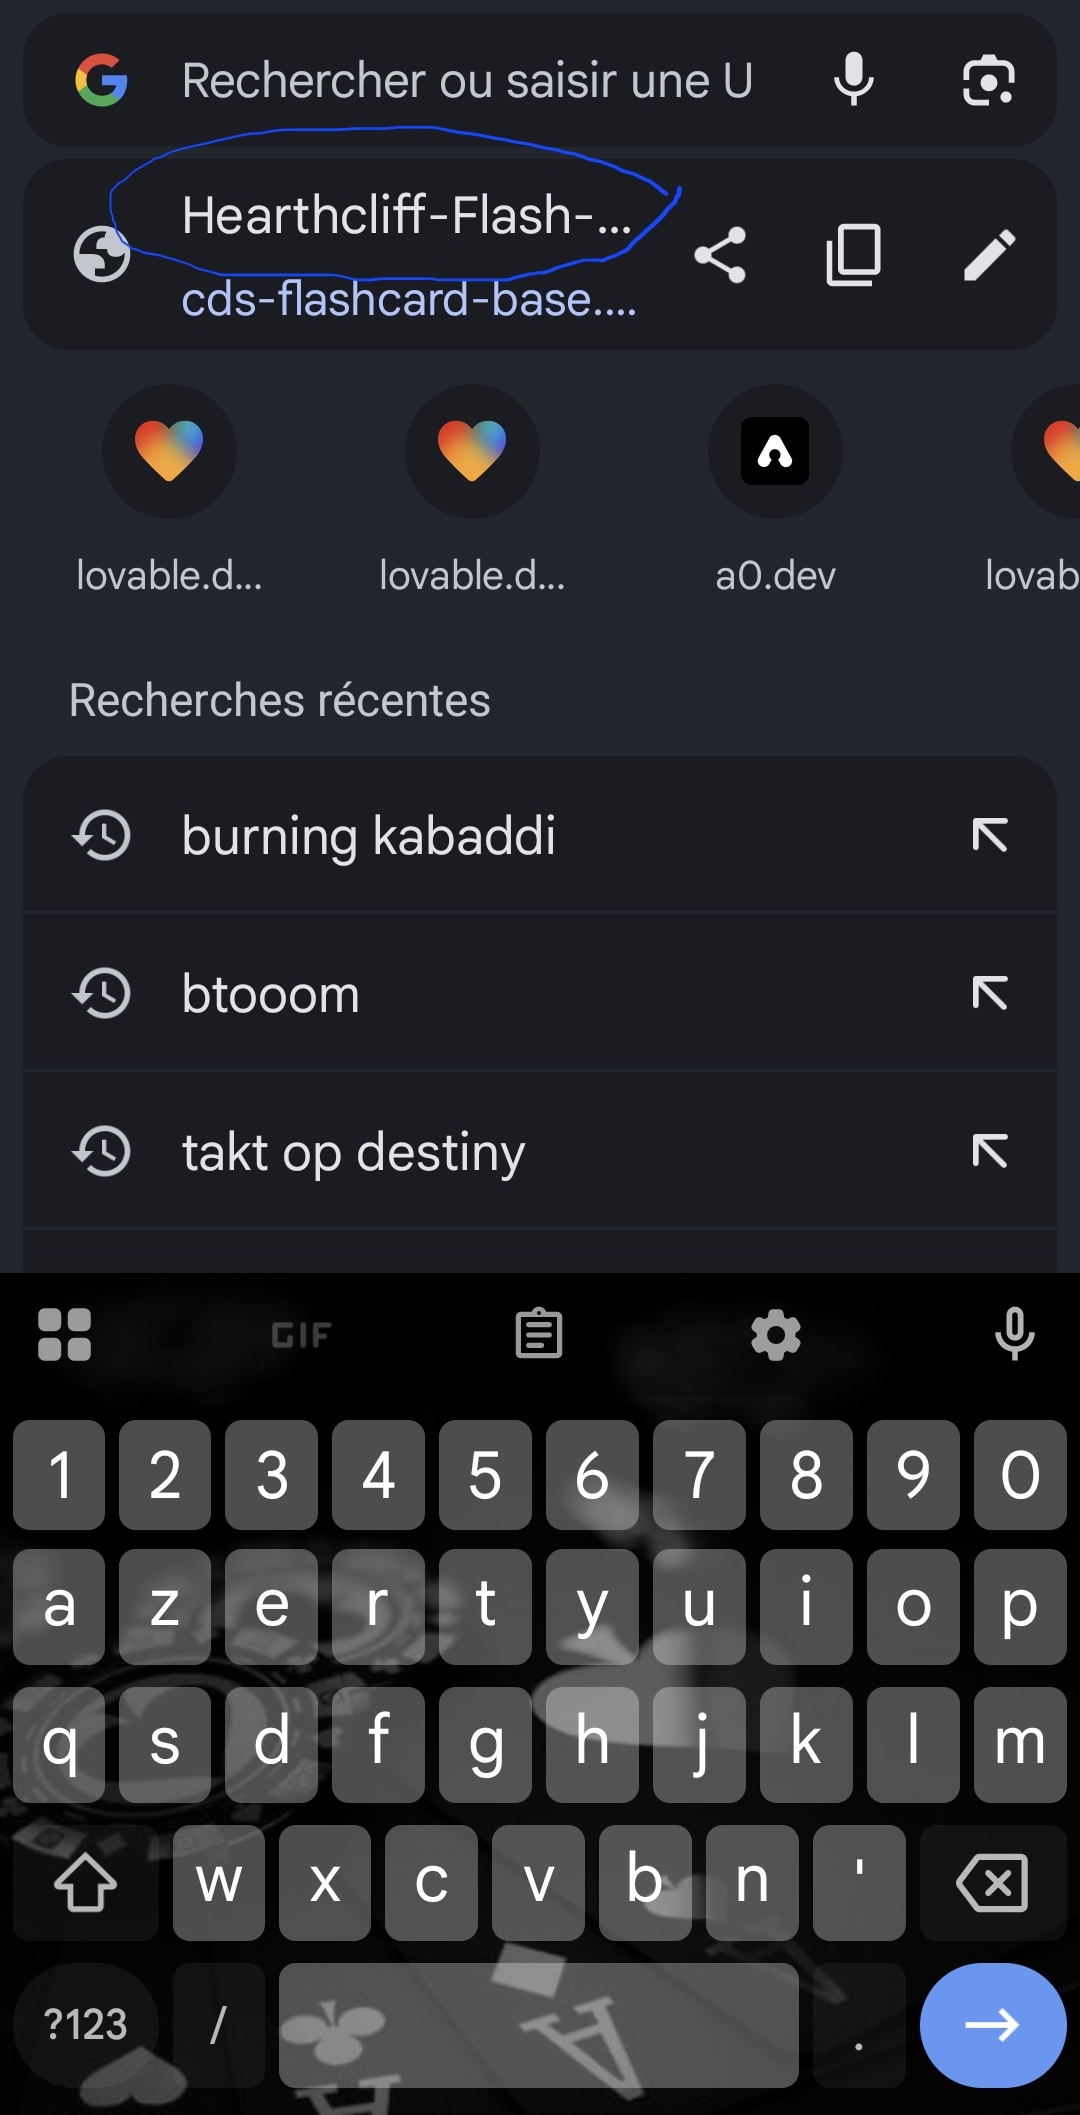 Rechercher ou saisir une U
Hearthcliff-Flash-...
cds-flashcard-base....
lovable.d... lovable.d... a0.dev lovab
Recherches récentes
burning kabaddi
btooom
takt op destiny
GIF
1 2 3 4 5 6 7 8 9 0
a z e r t y u i o p
q s d f g h j k l m
w x c v b n '
?123 / .